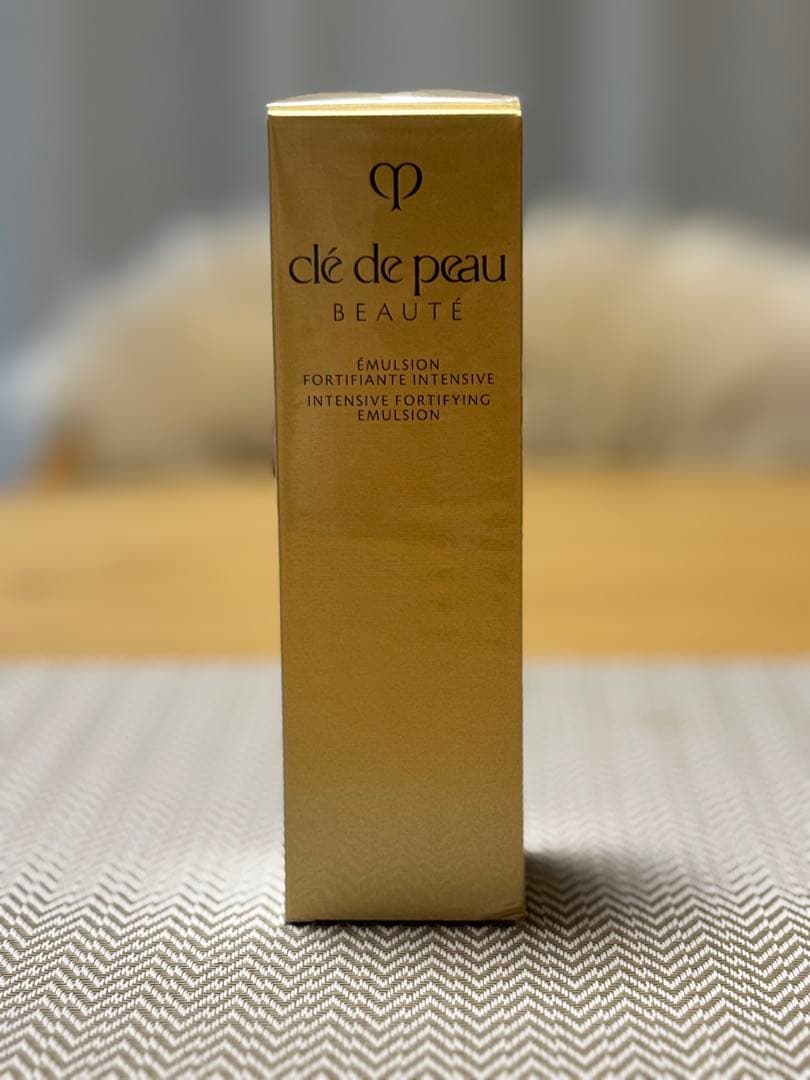 clé de peau
BEAUTÉ
ÉMULSION
FORTIFIANTE INTENSIVE
INTENSIVE FORTIFYING
EMULSION